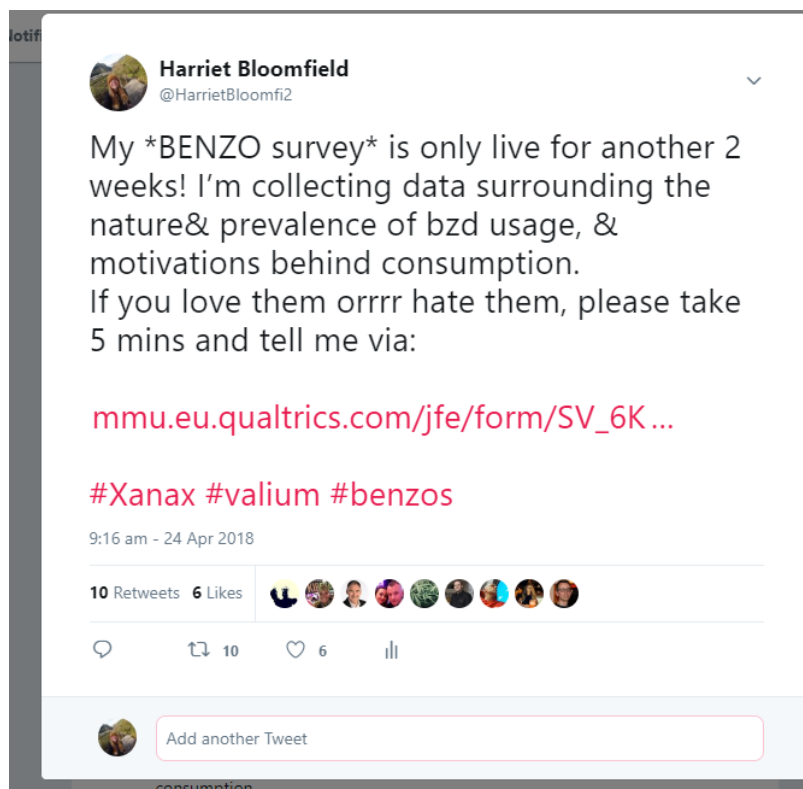 Notifi
Harriet Bloomfield
@HarrietBloomfi2
My *BENZO survey* is only live for another 2
weeks! I'm collecting data surrounding the
nature& prevalence of bzd usage, &
motivations behind consumption.
If you love them orrrr hate them, please take
5 mins and tell me via:
mmu.eu.qualtrics.com/jfe/form/SV_6K...
#Xanax #valium #benzos
9:16 am - 24 Apr 2018
10 Retweets 6 Likes
10 6
Add another Tweet
consumption